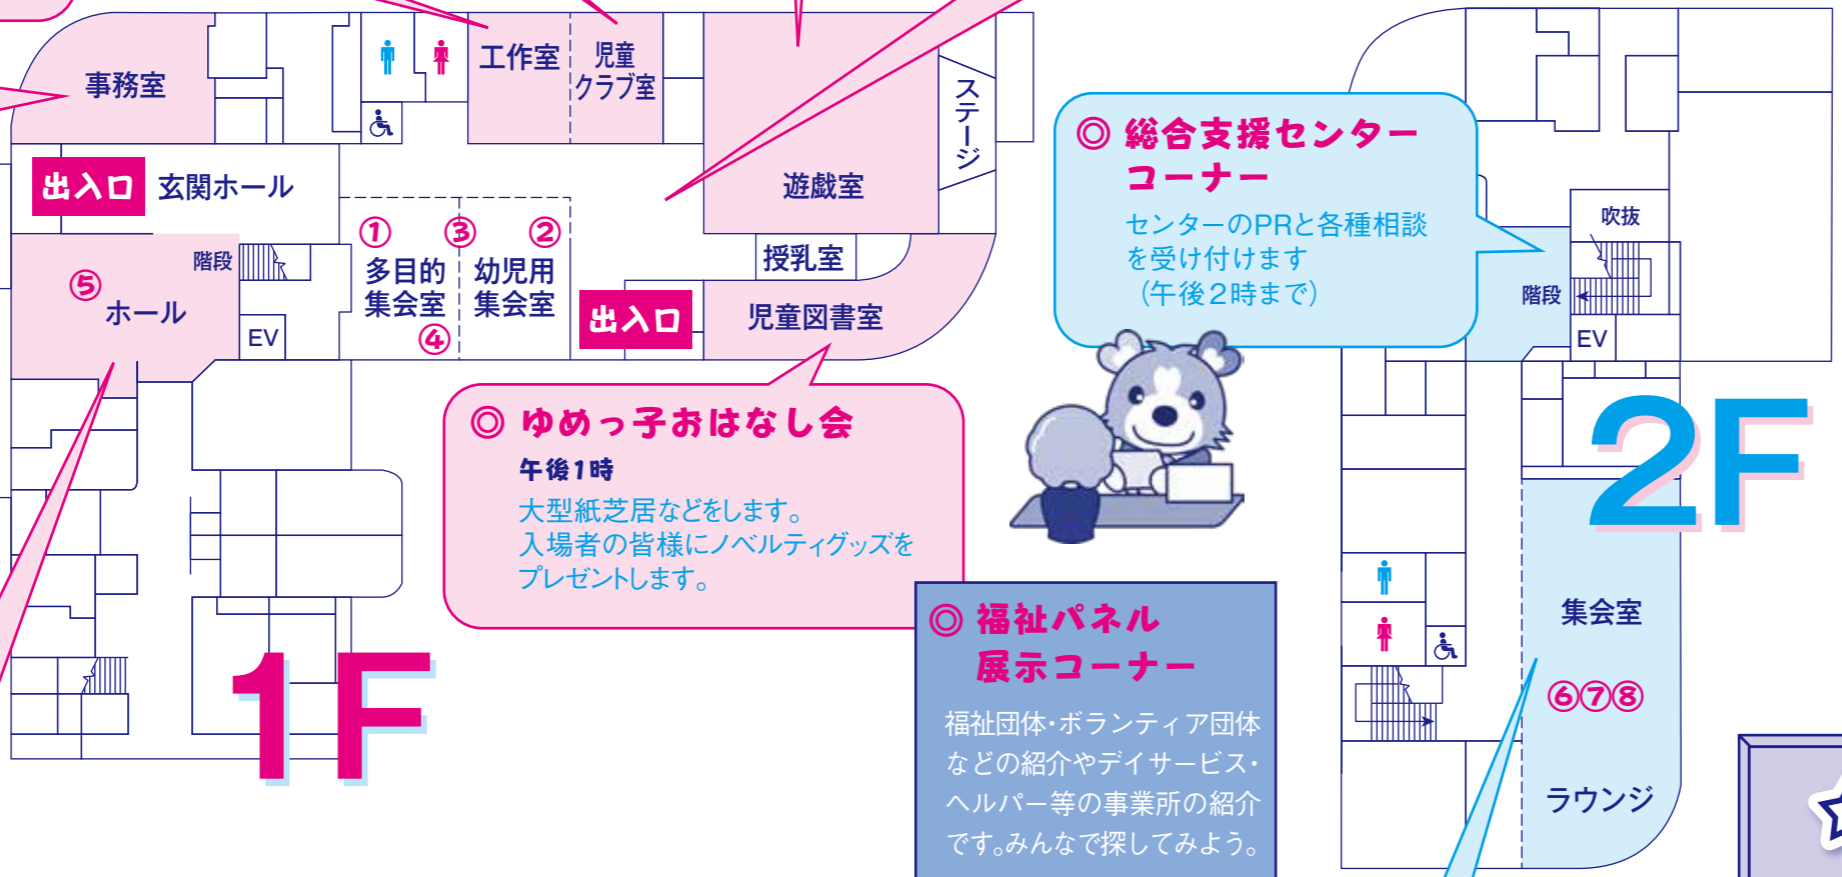 事務室
工作室
児童
クラブ室
ステージ
遊戯室
出入口
玄関ホール
階段
⑤
ホール
EV
①
③
②
多目的
集会室
④
幼児用
集会室
出入口
授乳室
児童図書室
◎ ゆめっ子おはなし会
午後1時
大型紙芝居などをします。
入場者の皆様にノベルティグッズを
プレゼントします。
1F
◎ 総合支援センター
コーナー
センターのPRと各種相談
を受け付けます
（午後2時まで）
◎ 福祉パネル
展示コーナー
福祉団体・ボランティア団体
などの紹介やデイサービス・
ヘルパー等の事業所の紹介
です。みんなで探してみよう。
吹抜
階段
EV
2F
集会室
⑥⑦⑧
ラウンジ